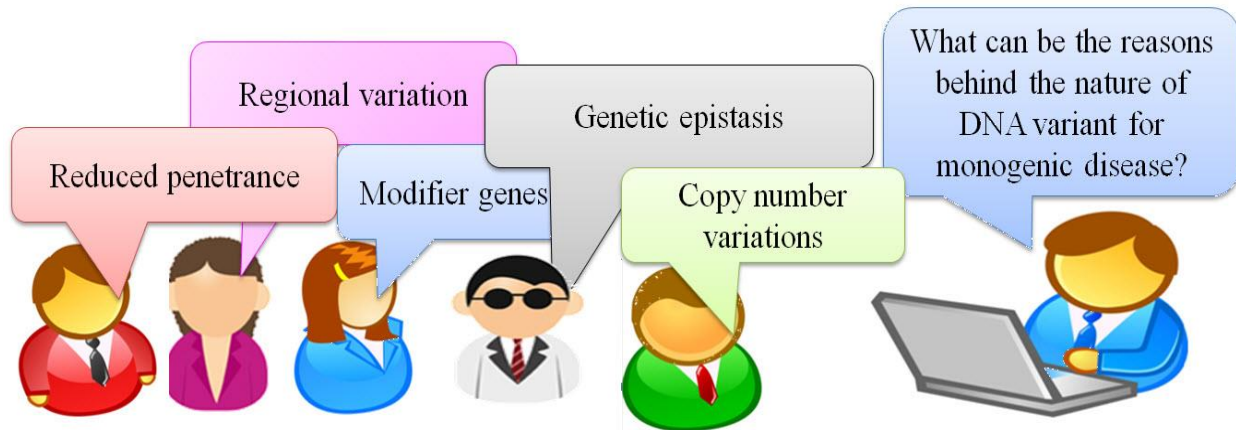 Reduced penetrance
Regional variation
Modifier genes
Genetic epistasis
Copy number
variations
What can be the reasons
behind the nature of
DNA variant for
monogenic disease?